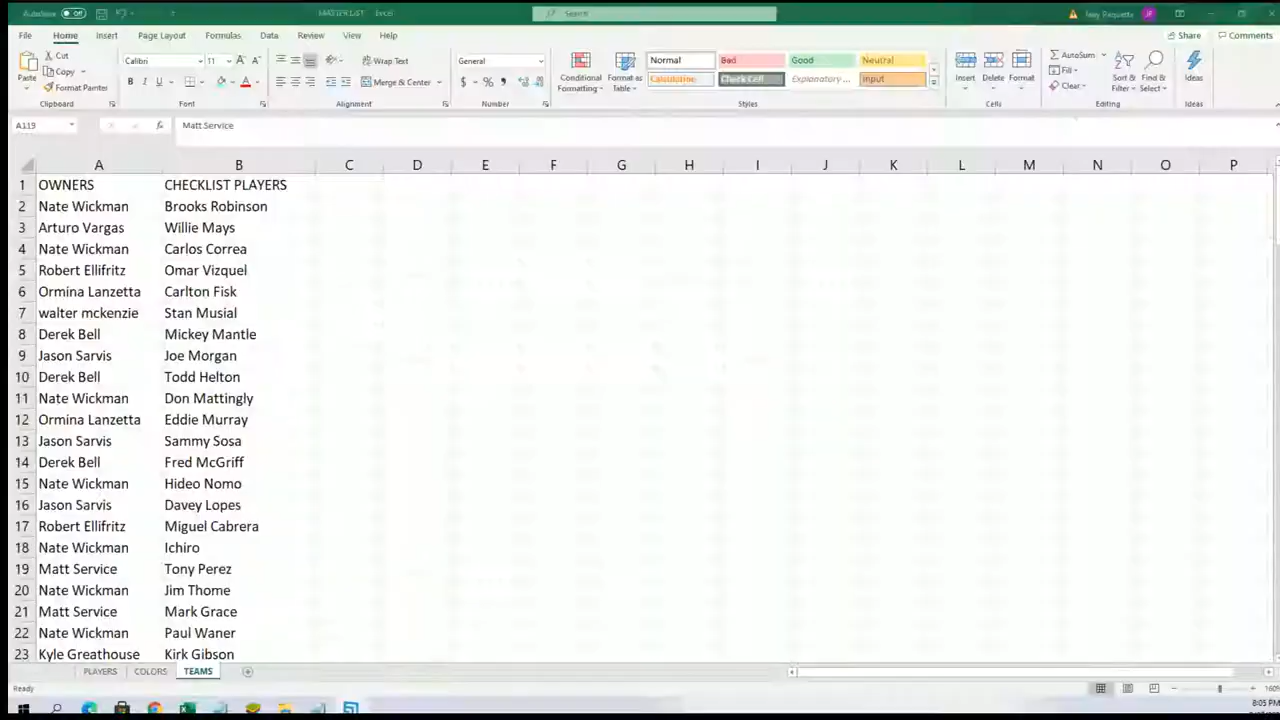 AutoSave Off MASTER LIST - Excel Search Joey Paquette JP
File Home Insert Page Layout Formulas Data Review View Help Share Comments
Paste Cut Copy Format Painter Clipboard
Calibri 11 B I U A Font
Wrap Text Merge & Center Alignment
General $ % Number
Conditional Formatting Format as Table
Normal Bad Good Neutral
Calculation Check Cell Explanatory ... Input
Styles
Insert Delete Format Cells
AutoSum Fill Clear Sort & Filter Find & Select Editing
Ideas Ideas
A119 fx Matt Service
A B C D E F G H I J K L M N O P
1 OWNERS CHECKLIST PLAYERS
2 Nate Wickman Brooks Robinson
3 Arturo Vargas Willie Mays
4 Nate Wickman Carlos Correa
5 Robert Ellifritz Omar Vizquel
6 Ormina Lanzetta Carlton Fisk
7 walter mckenzie Stan Musial
8 Derek Bell Mickey Mantle
9 Jason Sarvis Joe Morgan
10 Derek Bell Todd Helton
11 Nate Wickman Don Mattingly
12 Ormina Lanzetta Eddie Murray
13 Jason Sarvis Sammy Sosa
14 Derek Bell Fred McGriff
15 Nate Wickman Hideo Nomo
16 Jason Sarvis Davey Lopes
17 Robert Ellifritz Miguel Cabrera
18 Nate Wickman Ichiro
19 Matt Service Tony Perez
20 Nate Wickman Jim Thome
21 Matt Service Mark Grace
22 Nate Wickman Paul Waner
23 Kyle Greathouse Kirk Gibson
PLAYERS COLORS TEAMS
Ready 160%
8:05 PM